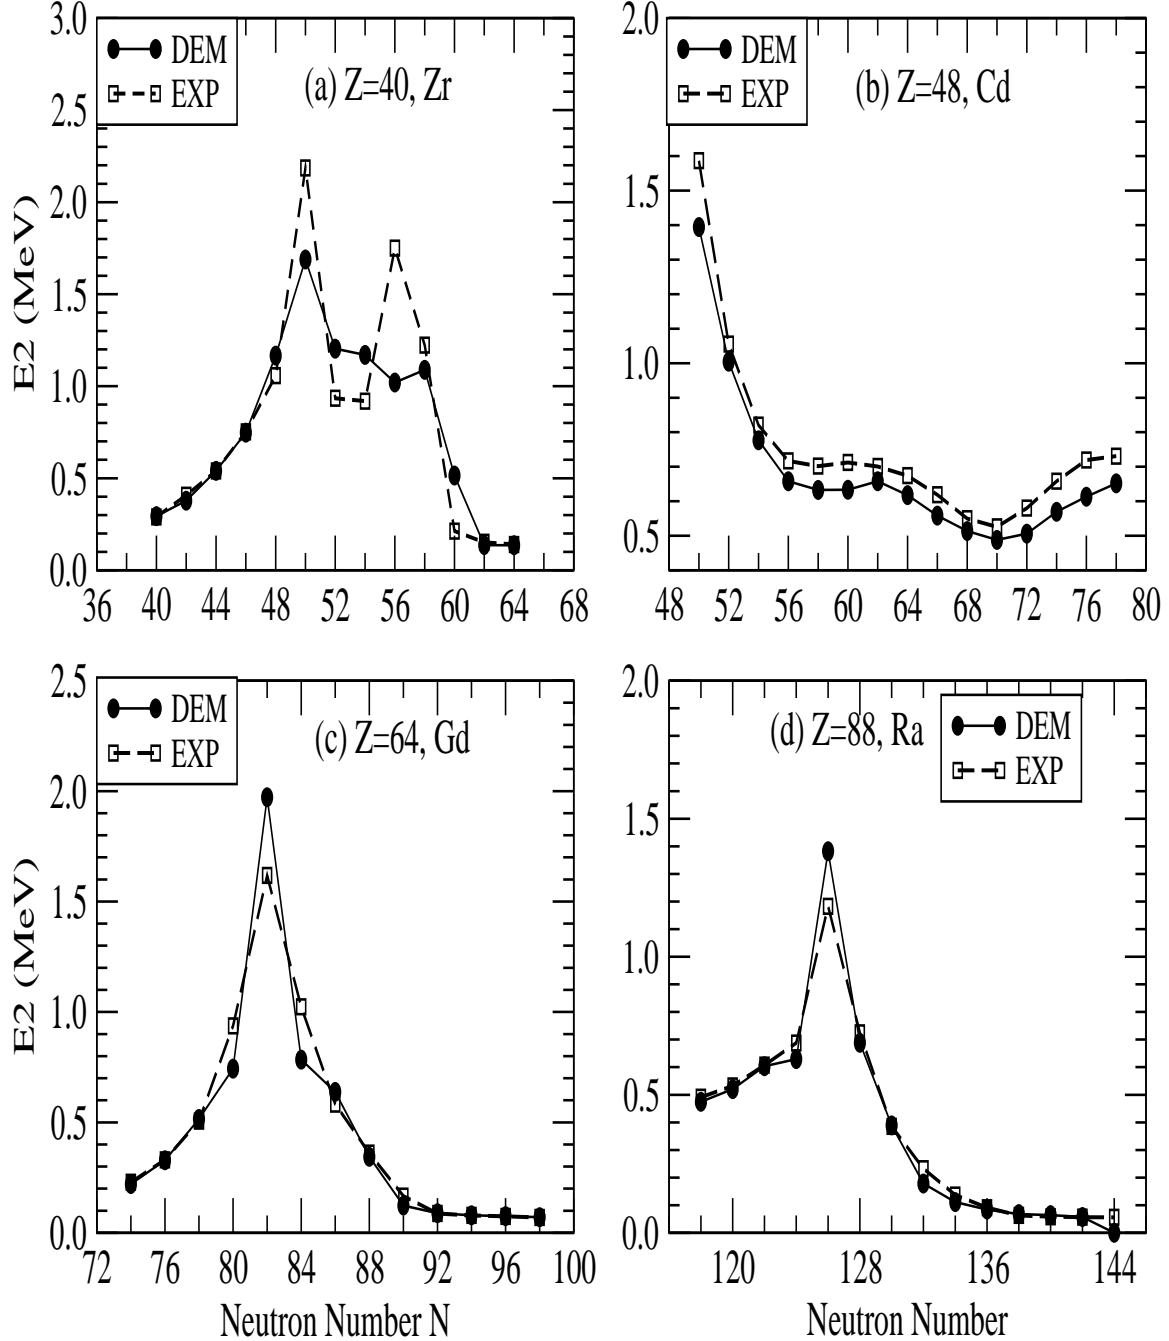 DEM
EXP
(a) Z=40, Zr
3.0
2.5
2.0
1.5
1.0
0.5
0.0
E2 (MeV)
36 40 44 48 52 56 60 64 68
DEM
EXP
(b) Z=48, Cd
2.0
1.5
1.0
0.5
48 52 56 60 64 68 72 76 80
DEM
EXP
(c) Z=64, Gd
2.5
2.0
1.5
1.0
0.5
0.0
E2 (MeV)
72 76 80 84 88 92 96 100
Neutron Number N
(d) Z=88, Ra
DEM
EXP
2.0
1.5
1.0
0.5
0.0
120 128 136 144
Neutron Number